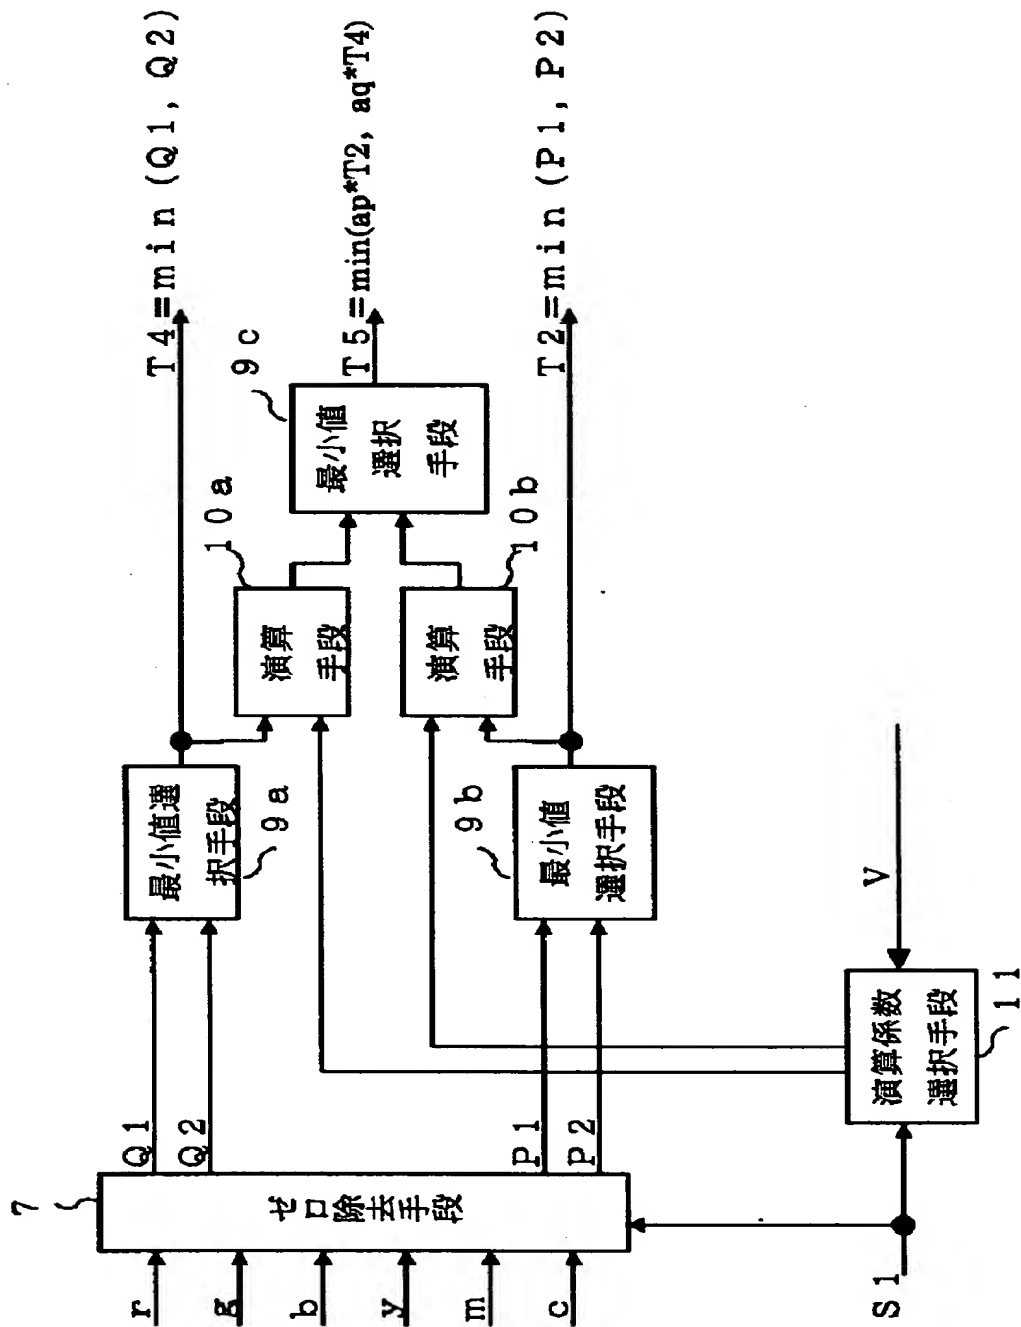 r
g
b
y
m
c
S1
7
ゼロ除去手段
Q1
Q2
P1
P2
最小値選
択手段
9a
最小値
選択手段
9b
演算
手段
10a
演算
手段
10b
最小値
選択
手段
9c
演算係数
選択手段
11
V
T4=min(Q1, Q2)
T5=min(ap*T2, aq*T4)
T2=min(P1, P2)